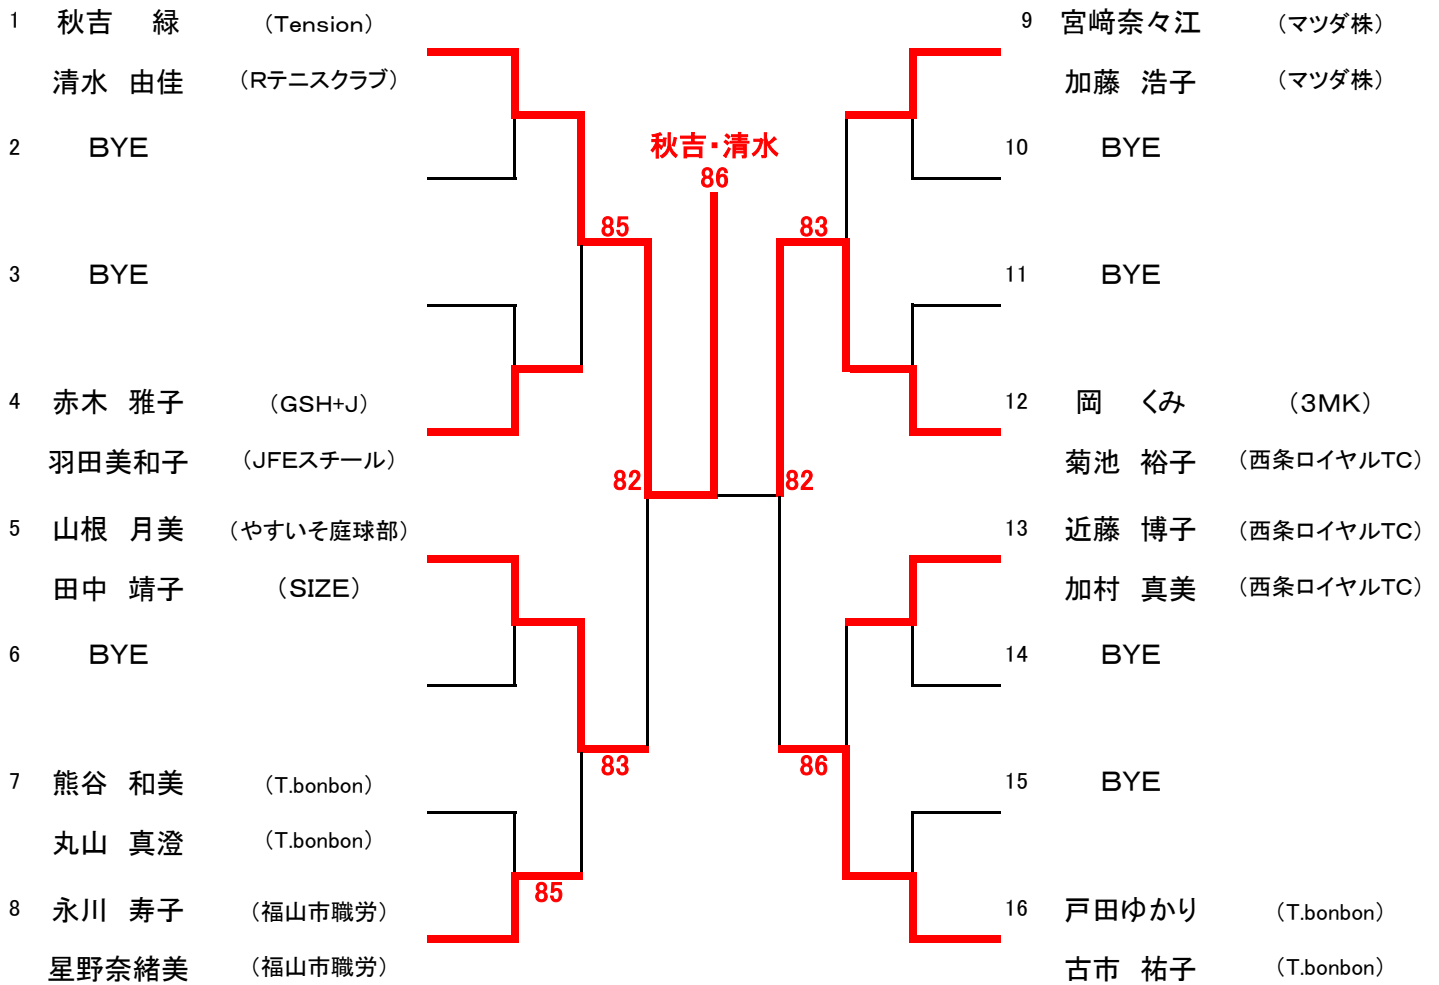 1 秋吉　緑 （Tension）
清水　由佳 （Rテニスクラブ）
2 BYE
3 BYE
4 赤木　雅子 （GSH+J）
羽田美和子 （JFEスチール）
5 山根　月美 （やすいそ庭球部）
田中　靖子 （SIZE）
6 BYE
7 熊谷　和美 （T.bonbon）
丸山　真澄 （T.bonbon）
8 永川　寿子 （福山市職労）
星野奈緒美 （福山市職労）
85
83
85
82
秋吉・清水
86
82
83
86
9 宮﨑奈々江 （マツダ株）
加藤　浩子 （マツダ株）
10 BYE
11 BYE
12 岡　くみ （3MK）
菊池　裕子 （西条ロイヤルTC）
13 近藤　博子 （西条ロイヤルTC）
加村　真美 （西条ロイヤルTC）
14 BYE
15 BYE
16 戸田ゆかり （T.bonbon）
古市　祐子 （T.bonbon）